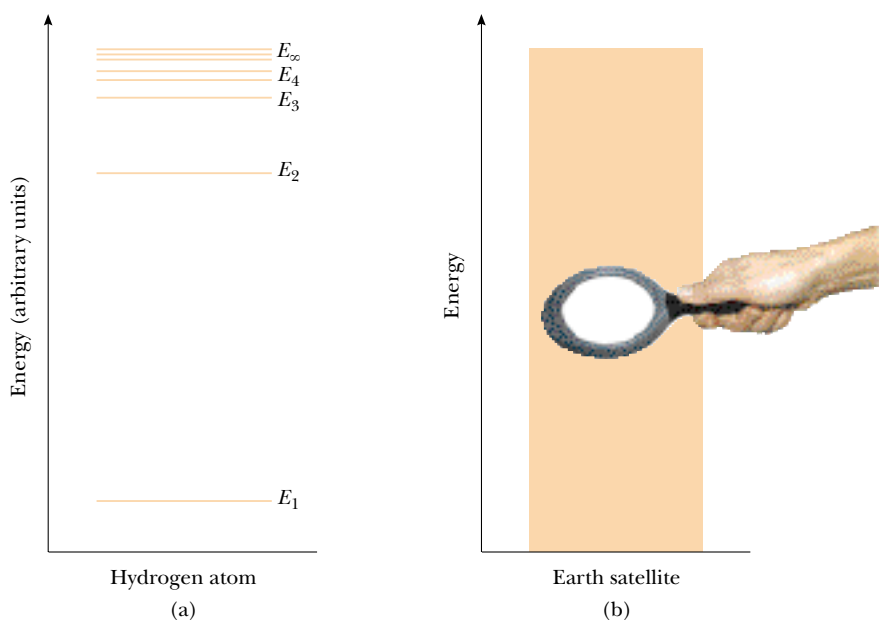 Energy (arbitrary units)
E∞
E4
E3
E2
E1
Hydrogen atom
(a)
Energy
Earth satellite
(b)